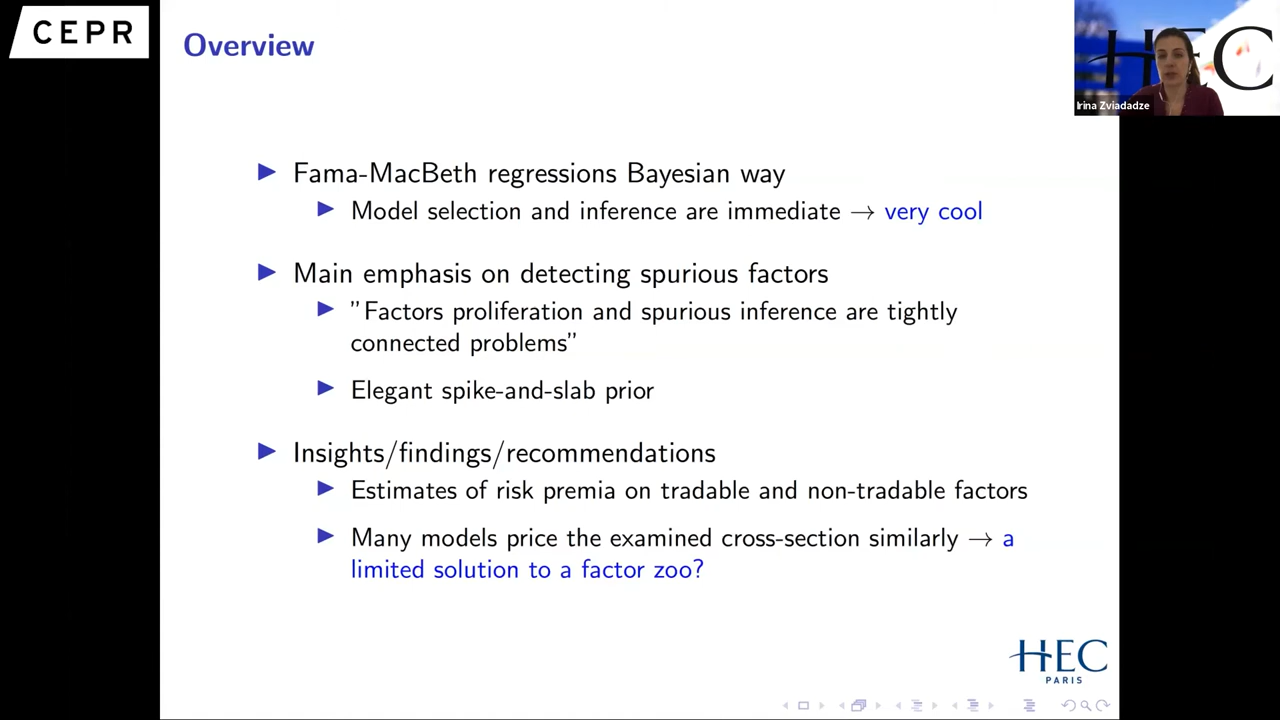 CEPR
Overview
HEC
Irina Zviadadze
Fama-MacBeth regressions Bayesian way
Model selection and inference are immediate → very cool
Main emphasis on detecting spurious factors
”Factors proliferation and spurious inference are tightly
connected problems”
Elegant spike-and-slab prior
Insights/findings/recommendations
Estimates of risk premia on tradable and non-tradable factors
Many models price the examined cross-section similarly → a
limited solution to a factor zoo?
HEC
PARIS